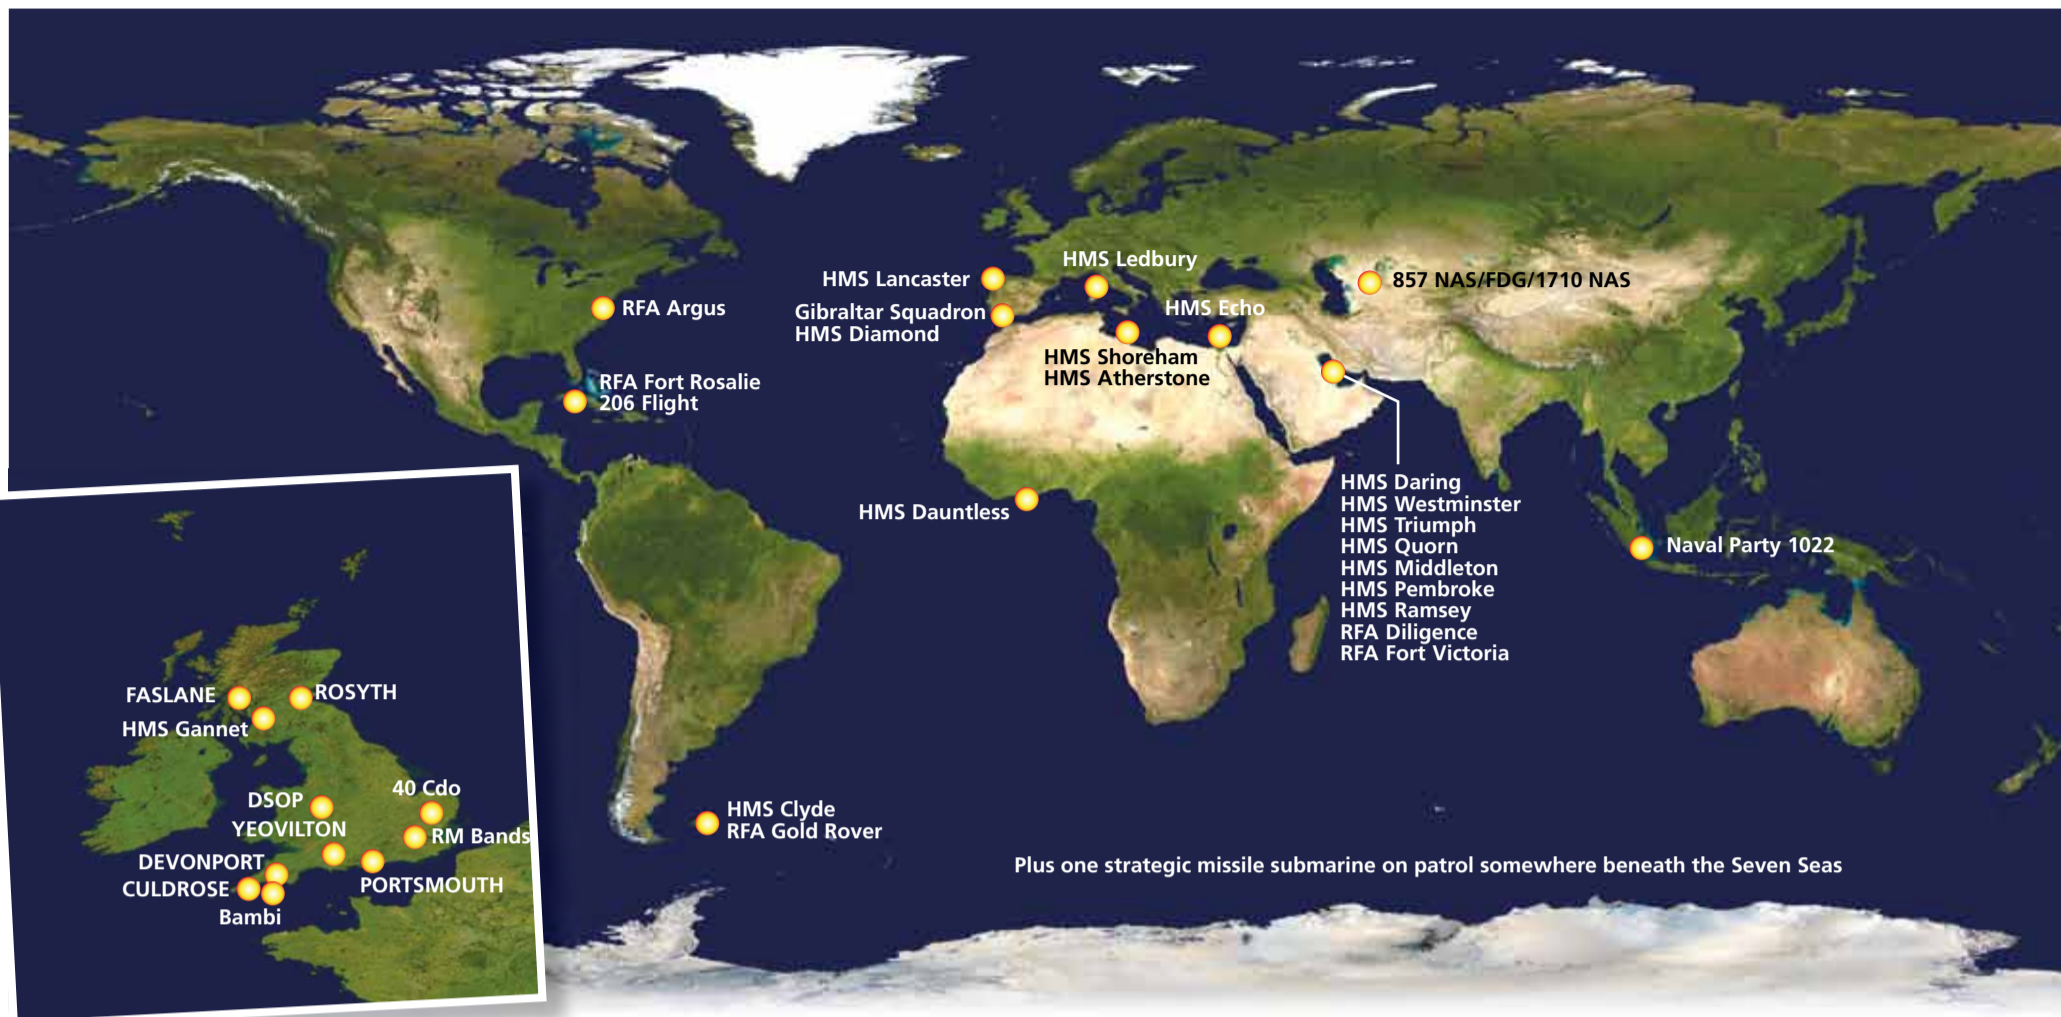 HMS Ledbury
HMS Lancaster
857 NAS/FDG/1710 NAS
RFA Argus
Gibraltar Squadron
HMS Diamond
HMS Echo
HMS Shoreham
HMS Atherstone
RFA Fort Rosalie
206 Flight
HMS Dauntless
HMS Daring
HMS Westminster
HMS Triumph
HMS Quorn
HMS Middleton
HMS Pembroke
HMS Ramsey
RFA Diligence
RFA Fort Victoria
Naval Party 1022
HMS Clyde
RFA Gold Rover
Plus one strategic missile submarine on patrol somewhere beneath the Seven Seas
FASLANE
ROSYTH
HMS Gannet
40 Cdo
DSOP
YEOVILTON
RM Bands
DEVONPORT
CULDROSE
PORTSMOUTH
Bambi